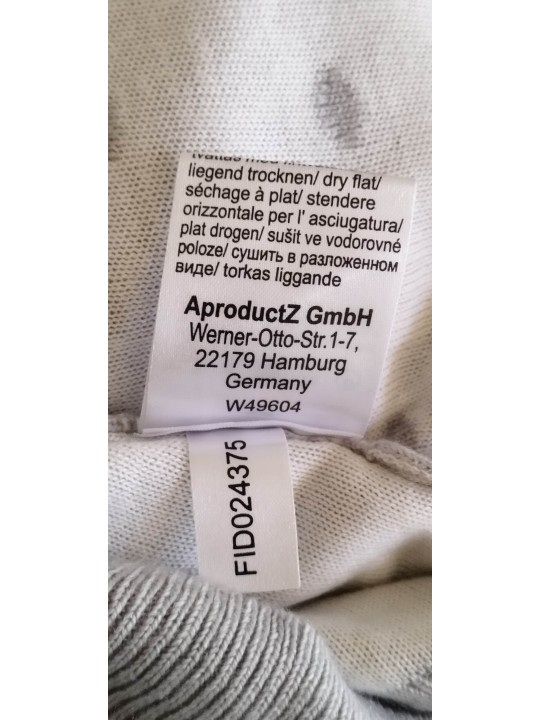 liegend trocknen/ dry flat/
séchage à plat/ stendere
orizzontale per l' asciugatura/
plat drogen/ sušit ve vodorovné
poloze/ сушить в разложенном
виде/ torkas liggande
AproductZ GmbH
Werner-Otto-Str.1-7,
22179 Hamburg
Germany
W49604
FID024375